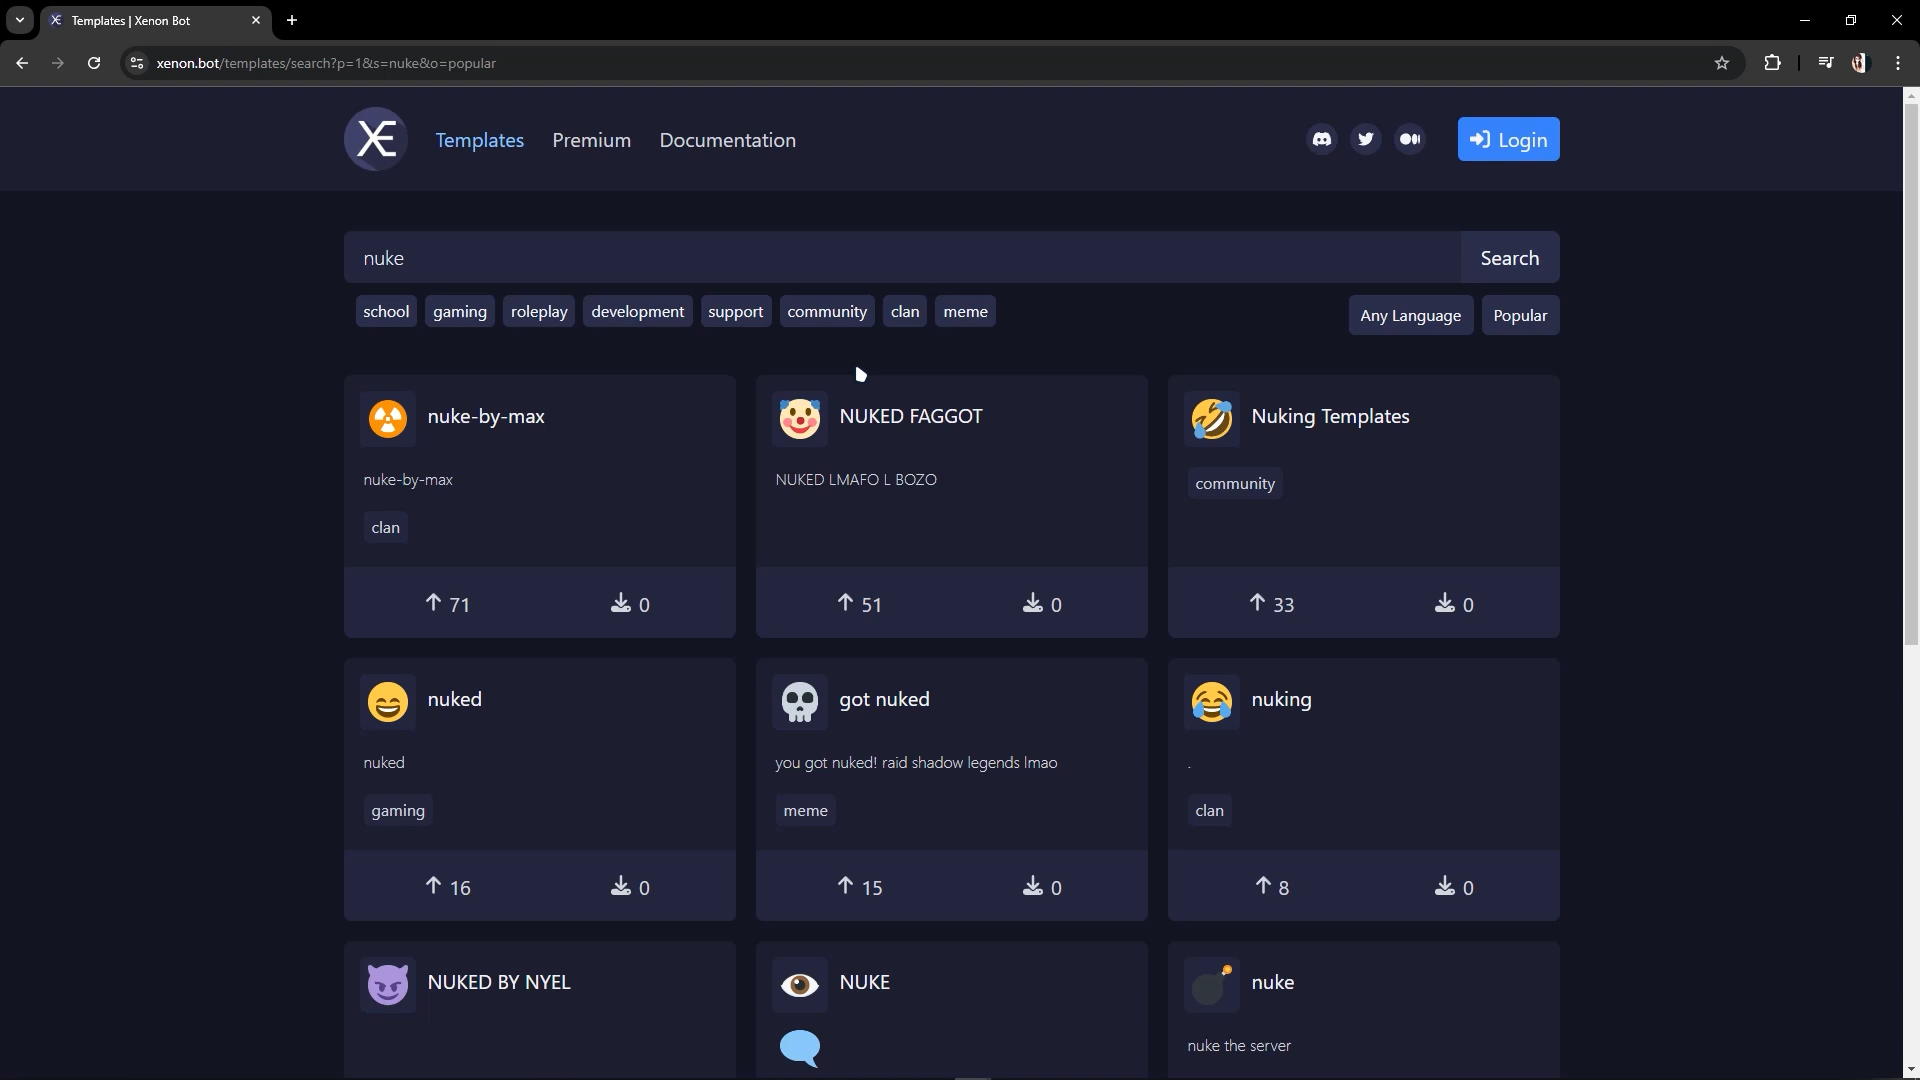 Templates | Xenon Bot
xenon.bot/templates/search?p=1&s=nuke&o=popular
XE Templates Premium Documentation Login
nuke Search
school gaming roleplay development support community clan meme Any Language Popular
nuke-by-max
nuke-by-max
clan
71 0
NUKED FAGGOT
NUKED LMAFO L BOZO
51 0
Nuking Templates
community
33 0
nuked
nuked
gaming
16 0
got nuked
you got nuked! raid shadow legends lmao
meme
15 0
nuking
.
clan
8 0
NUKED BY NYEL
NUKE
nuke
nuke the server